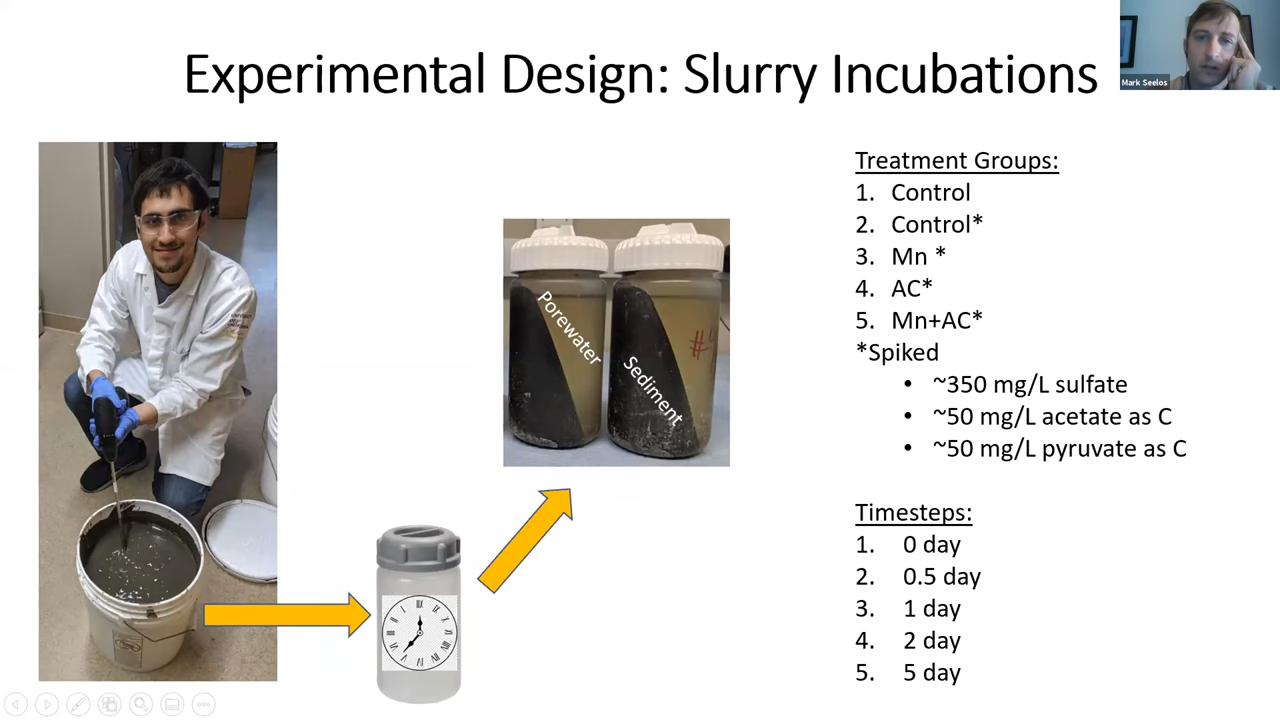 Experimental Design: Slurry Incubations
Mark Seelos
Porewater
Sediment
Treatment Groups:
1. Control
2. Control*
3. Mn *
4. AC*
5. Mn+AC*
*Spiked
• ~350 mg/L sulfate
• ~50 mg/L acetate as C
• ~50 mg/L pyruvate as C
Timesteps:
1. 0 day
2. 0.5 day
3. 1 day
4. 2 day
5. 5 day